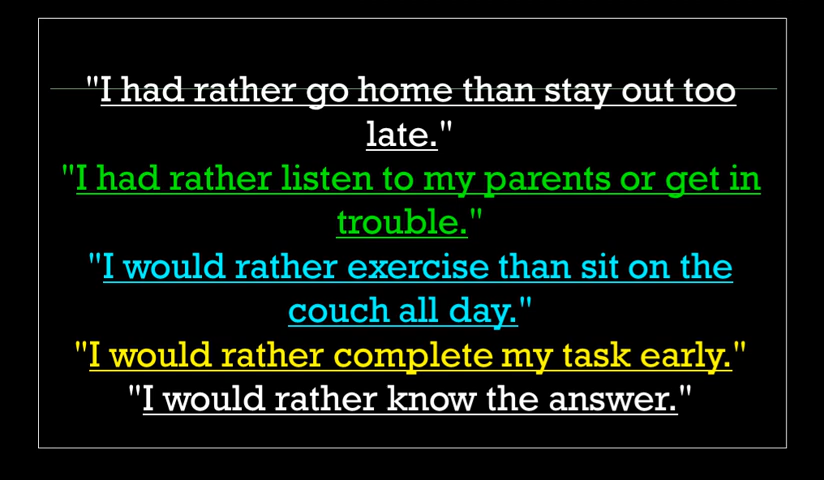 "I had rather go home than stay out too
late."
"I had rather listen to my parents or get in
trouble."
"I would rather exercise than sit on the
couch all day."
"I would rather complete my task early."
"I would rather know the answer."